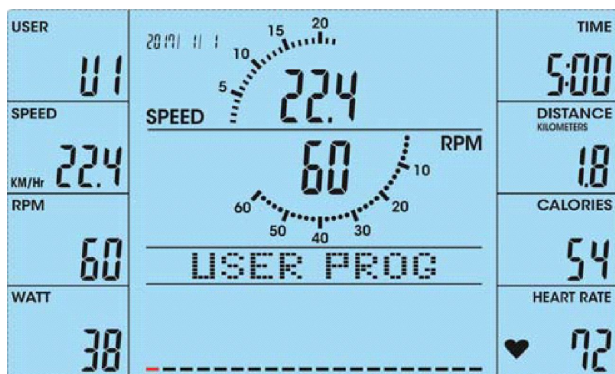 USER
U1
SPEED
KM/Hr 22.4
RPM
60
WATT
38
2017/ 1/ 1
5 10 15 20
22.4
SPEED
60
RPM
10
20
30
40
50
60
USER PROG
TIME
5:00
DISTANCE
KILOMETERS
1.8
CALORIES
54
HEART RATE
72